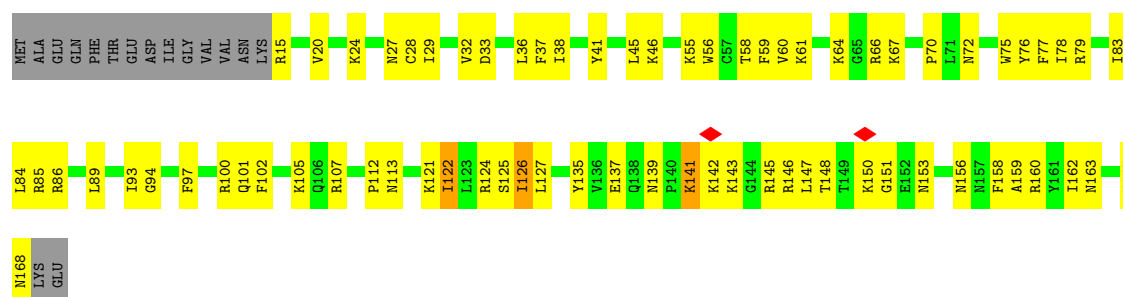 MET ALA GLU GLN PHE THR GLU ASP ILE GLY VAL VAL ASN LYS R15 V20 K24 N27 C28 I29 V32 D33 L36 F37 I38 Y41 L45 K46 K55 W56 C57 T58 F59 V60 K61 K64 G65 R66 K67 P70 L71 N72 W75 Y76 F77 I78 R79 I83
L84 R85 R86 L89 I93 G94 F97 R100 Q101 F102 K105 Q106 R107 P112 N113 K121 I122 L123 R124 S125 I126 L127 Y135 V136 E137 Q138 N139 P140 K141 K142 K143 G144 R145 R146 L147 T148 T149 K150 G151 E152 N153 N156 N157 F158 A159 R160 Y161 I162 N163
N168 LYS GLU